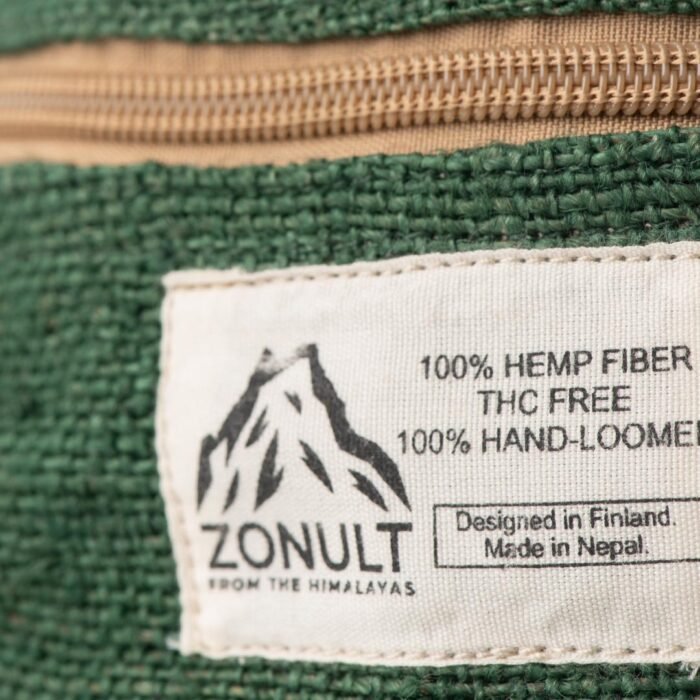 100% HEMP FIBER
THC FREE
100% HAND-LOOME
ZONULT
FROM THE HIMALAYAS
Designed in Finland.
Made in Nepal.